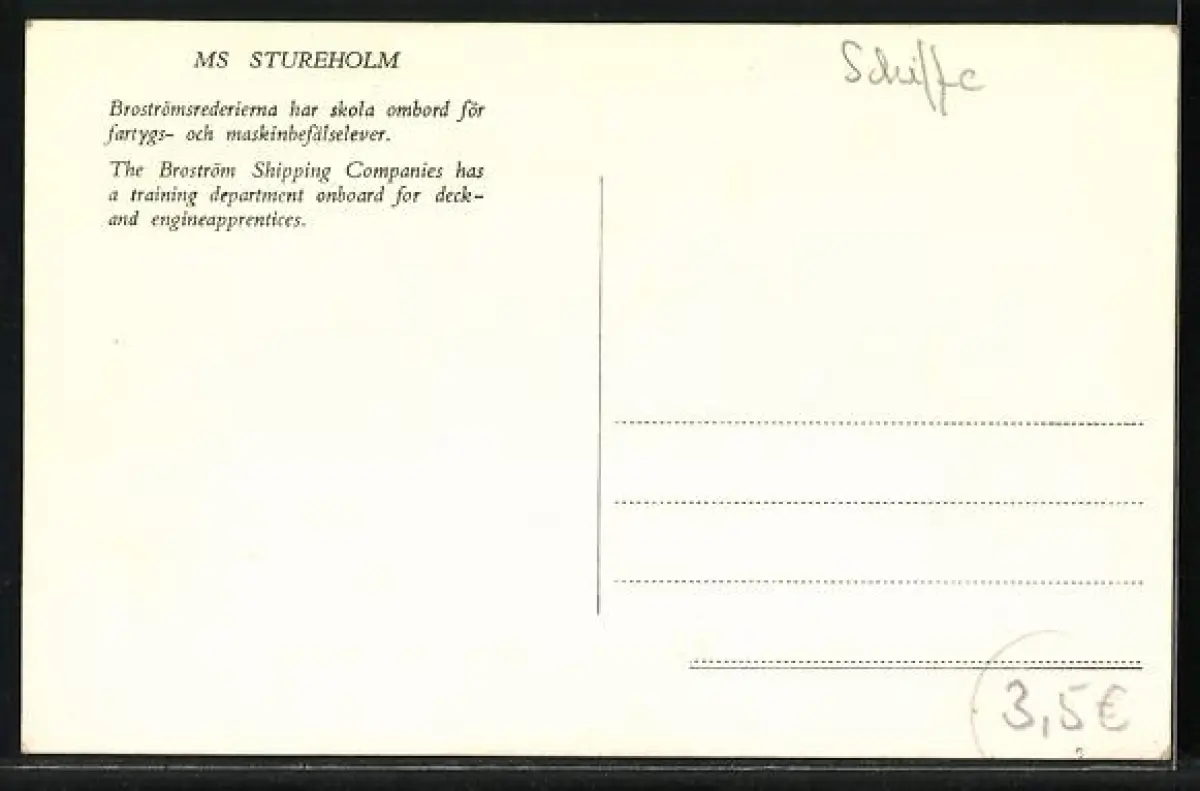 MS STUREHOLM
Broströmsrederierna har skola ombord för
fartygs- och maskinbefälselever.
The Broström Shipping Companies has
a training department onboard for deck-
and engineapprentices.
Schiffe
3,5€